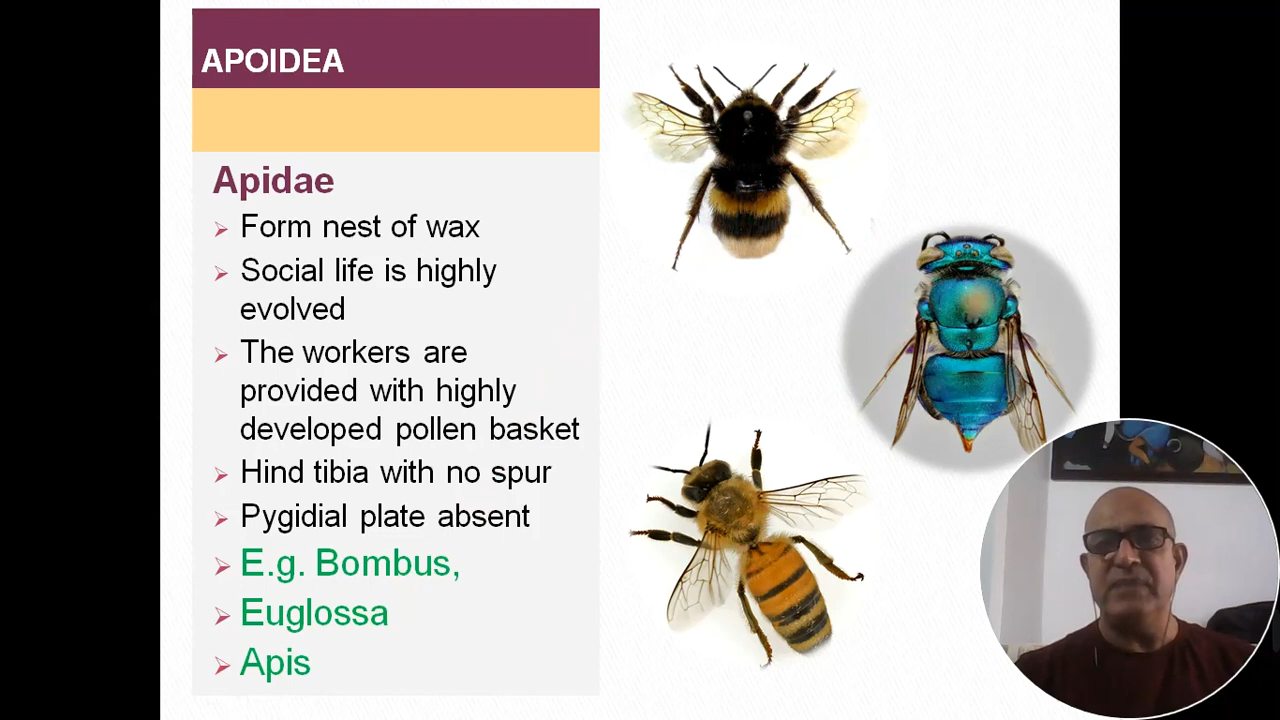 APOIDEA
Apidae
Form nest of wax
Social life is highly
evolved
The workers are
provided with highly
developed pollen basket
Hind tibia with no spur
Pygidial plate absent
E.g. Bombus,
Euglossa
Apis